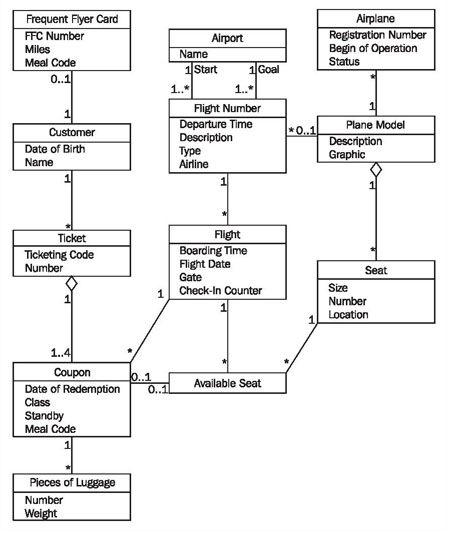 Frequent Flyer Card
FFC Number
Miles
Meal Code
0..1
1
Customer
Date of Birth
Name
1
*
Ticket
Ticketing Code
Number
1
1..4
Coupon
Date of Redemption
Class
Standby
Meal Code
1
*
Pieces of Luggage
Number
Weight
Airport
Name
1 Start
1 Goal
1..*
1..*
Flight Number
Departure Time
Description
Type
Airline
* 0..1
1
*
Flight
Boarding Time
Flight Date
Gate
Check-In Counter
1
*
1
*
0..1
0..1
Available Seat
Airplane
Registration Number
Begin of Operation
Status
*
1
Plane Model
Description
Graphic
1
*
Seat
Size
Number
Location
1
*